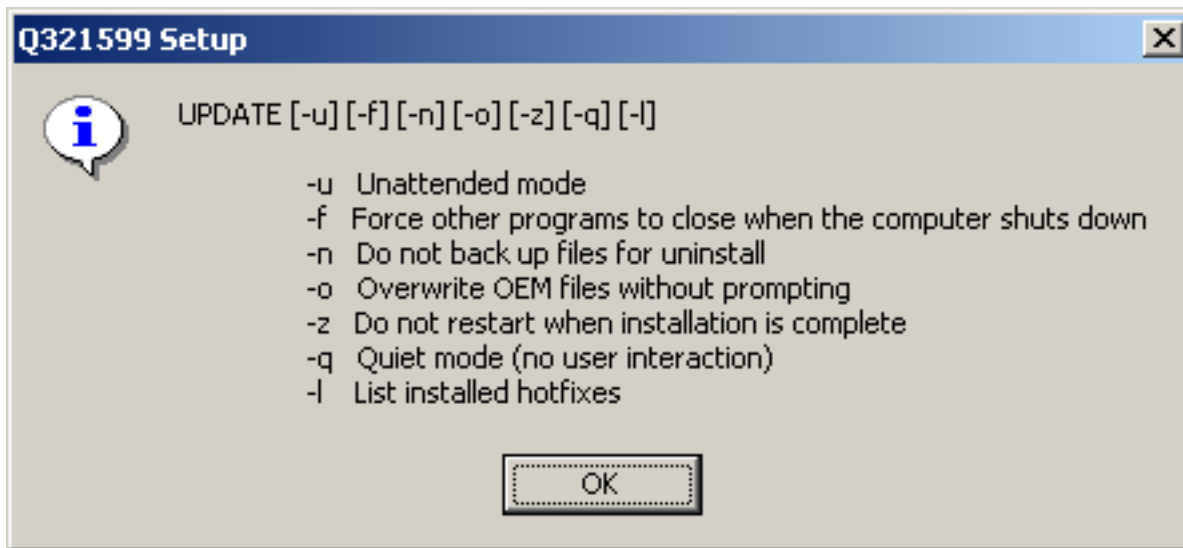 Q321599 Setup
UPDATE [-u] [-f] [-n] [-o] [-z] [-q] [-l]
-u Unattended mode
-f Force other programs to close when the computer shuts down
-n Do not back up files for uninstall
-o Overwrite OEM files without prompting
-z Do not restart when installation is complete
-q Quiet mode (no user interaction)
-l List installed hotfixes
OK